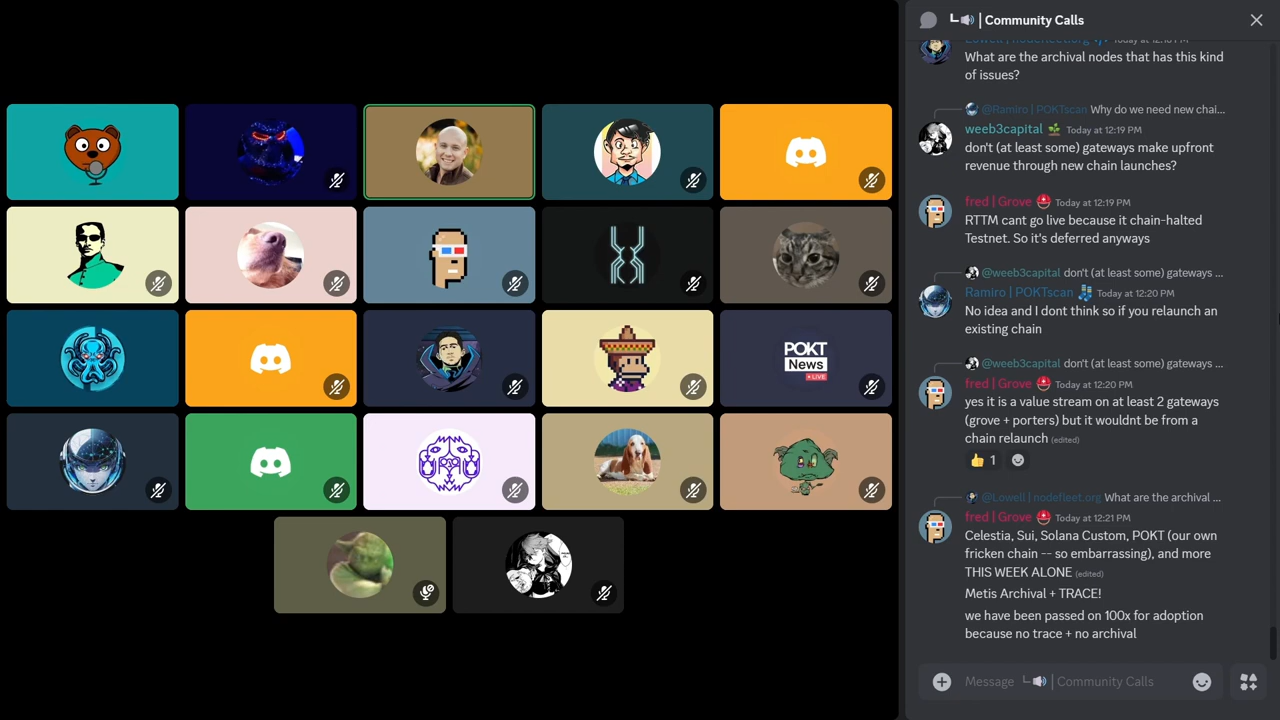 ┗🔊 | Community Calls
Lowell | nodefleet.org Today at 12:18 PM
What are the archival nodes that has this kind
of issues?
@Ramiro | POKTscan Why do we need new chai...
weeb3capital 🌱 Today at 12:19 PM
don't (at least some) gateways make upfront
revenue through new chain launches?
fred | Grove ⛑️ Today at 12:19 PM
RTTM cant go live because it chain-halted
Testnet. So it's deferred anyways
@weeb3capital don't (at least some) gateways ...
Ramiro | POKTscan 🧦 Today at 12:20 PM
No idea and I dont think so if you relaunch an
existing chain
@weeb3capital don't (at least some) gateways ...
fred | Grove ⛑️ Today at 12:20 PM
yes it is a value stream on at least 2 gateways
(grove + porters) but it wouldnt be from a
chain relaunch (edited)
👍 1
@Lowell | nodefleet.org What are the archival ...
fred | Grove ⛑️ Today at 12:21 PM
Celestia, Sui, Solana Custom, POKT (our own
fricken chain -- so embarrassing), and more
THIS WEEK ALONE (edited)
Metis Archival + TRACE!
we have been passed on 100x for adoption
because no trace + no archival
Message ┗🔊 | Community Calls
POKT
News
LIVE